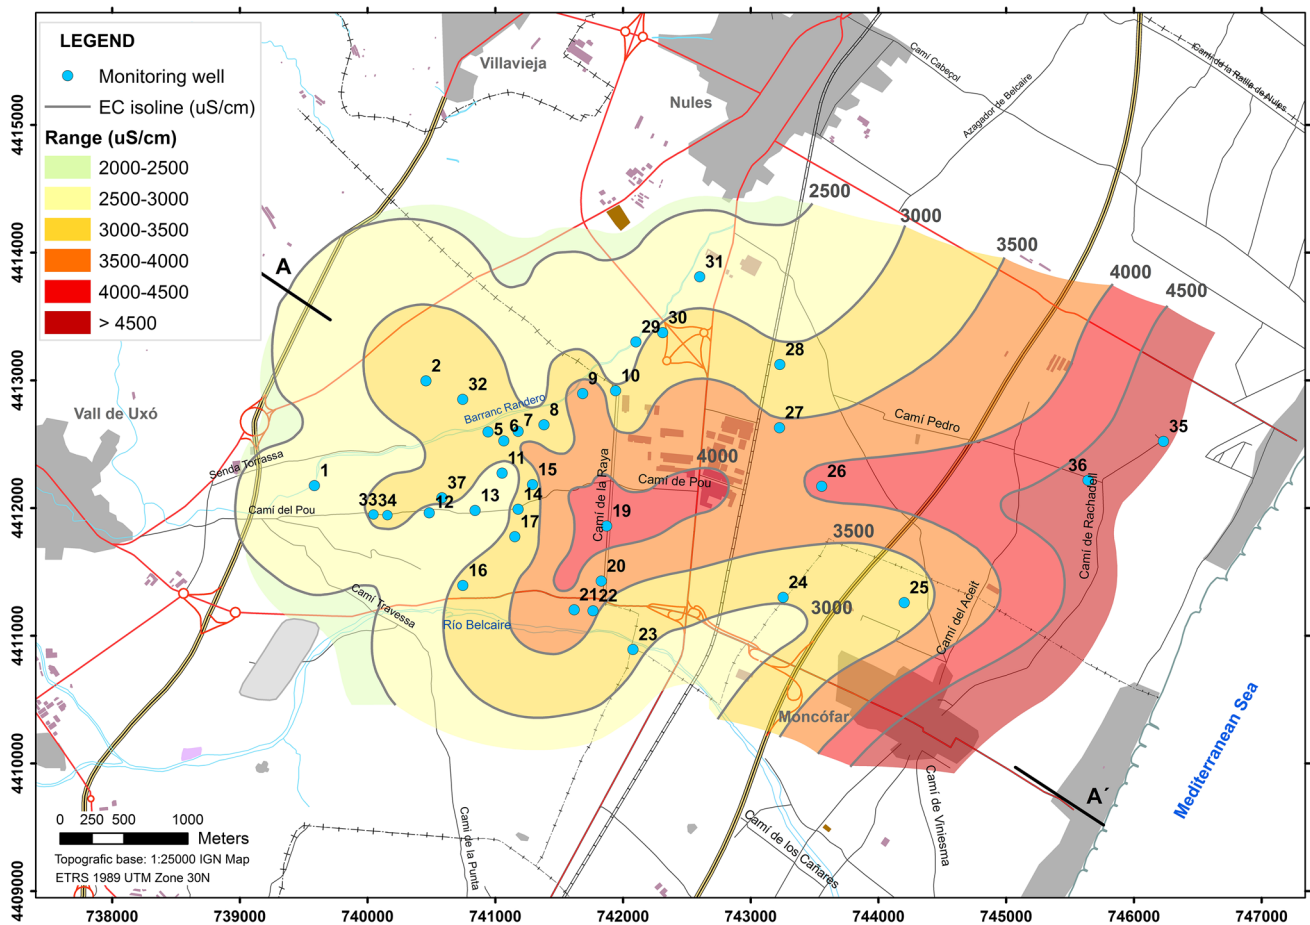 LEGEND
Monitoring well
EC isoline (uS/cm)
Range (uS/cm)
2000-2500
2500-3000
3000-3500
3500-4000
4000-4500
> 4500
Villavieja
Nules
Camí Cabeçol
Camí de la Ratlla de Nules
Azagador de Belcaire
2500
3000
3500
4000
4500
A
31
30
29
28
2
32
9
10
Barranc Randero
8
7
6
5
27
Camí Pedro
35
Vall de Uxó
Senda Torrassa
1
11
15
4000
Camí de Pou
26
36
37
33
34
12
13
14
Camí del Pou
Camí de la Raya
19
17
3500
Camí de Rachadell
16
20
21
22
24
25
Camí Travessa
Río Belcaire
3000
23
Camí del Aceit
Moncófar
Mediterranean Sea
A´
Camí de Viniesma
Camí de los Cañares
Camí de la Punta
0 250 500 1000
Meters
Topografic base: 1:25000 IGN Map
ETRS 1989 UTM Zone 30N
4415000
4414000
4413000
4412000
4411000
4410000
4409000
738000 739000 740000 741000 742000 743000 744000 745000 746000 747000